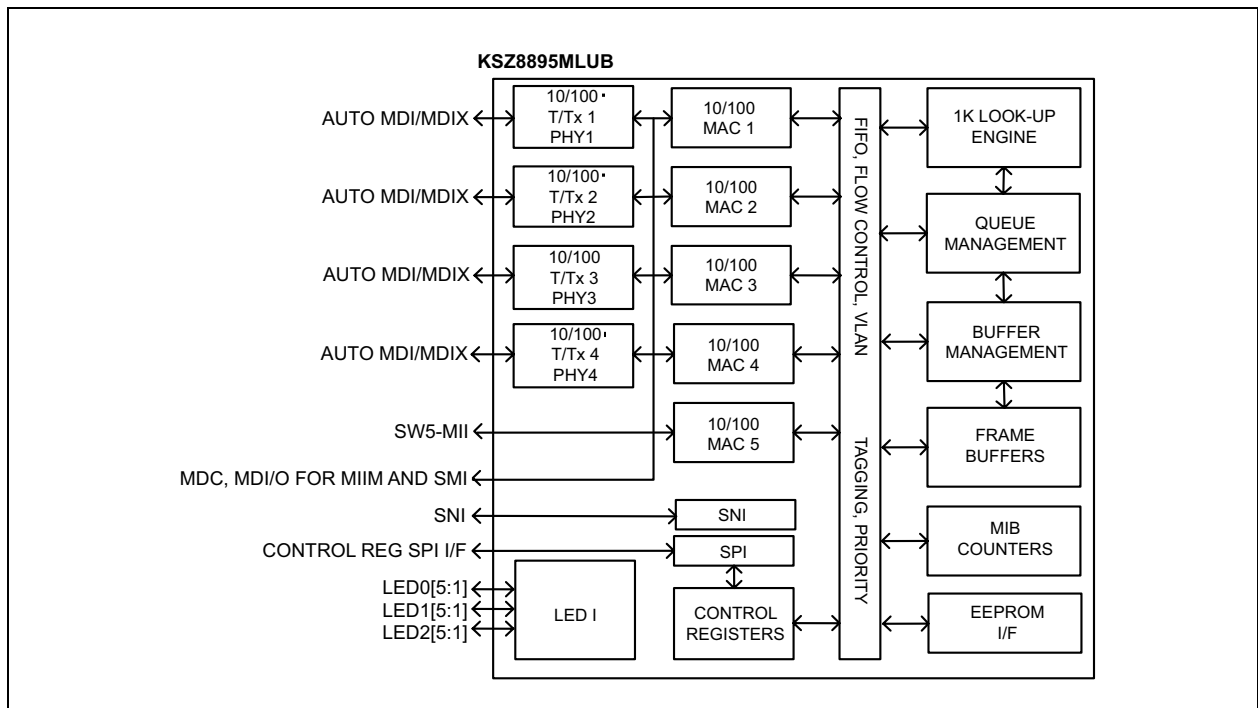 KSZ8895MLUB
AUTO MDI/MDIX
10/100
T/Tx 1
PHY1
10/100
MAC 1
1K LOOK-UP
ENGINE
AUTO MDI/MDIX
10/100
T/Tx 2
PHY2
10/100
MAC 2
QUEUE
MANAGEMENT
AUTO MDI/MDIX
10/100
T/Tx 3
PHY3
10/100
MAC 3
AUTO MDI/MDIX
10/100
T/Tx 4
PHY4
10/100
MAC 4
BUFFER
MANAGEMENT
FIFO, FLOW CONTROL, VLAN TAGGING, PRIORITY
SW5-MII
10/100
MAC 5
FRAME
BUFFERS
MDC, MDI/O FOR MIIM AND SMI
SNI
SNI
CONTROL REG SPI I/F
SPI
MIB
COUNTERS
LED0[5:1]
LED1[5:1]
LED2[5:1]
LED I
CONTROL
REGISTERS
EEPROM
I/F